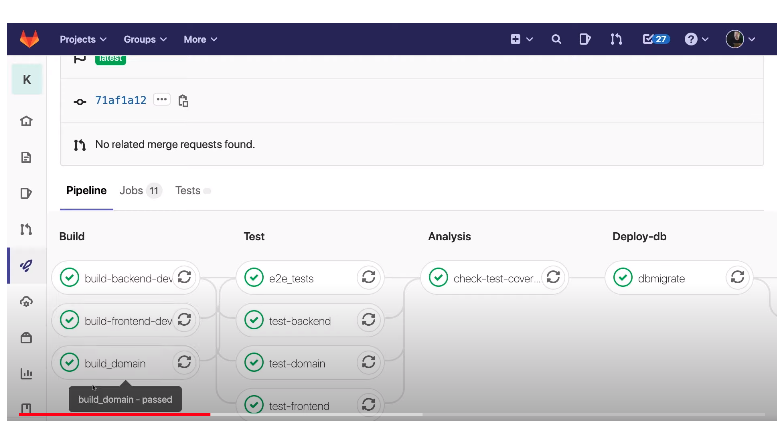 Projects Groups More 27
latest
K
71af1a12 ...
No related merge requests found.
Pipeline Jobs 11 Tests
Build Test Analysis Deploy-db
build-backend-dev e2e_tests check-test-cover... dbmigrate
build-frontend-dev test-backend
build_domain test-domain
build_domain – passed test-frontend